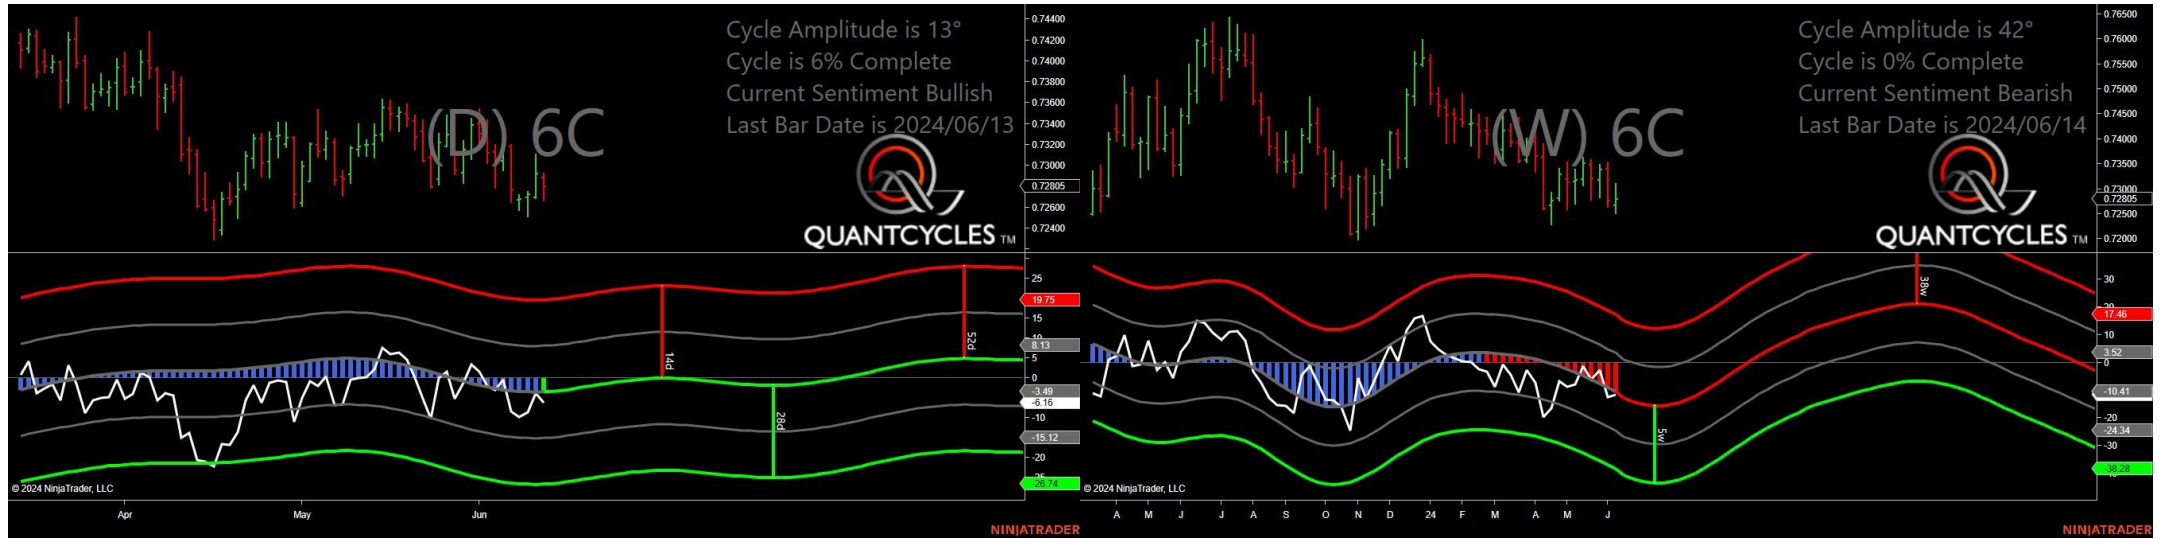 Cycle Amplitude is 13°
Cycle is 6% Complete
Current Sentiment Bullish
Last Bar Date is 2024/06/13
(D) 6C
QUANTCYCLES TM
0.74400
0.74200
0.74000
0.73800
0.73600
0.73400
0.73200
0.73000
0.72805
0.72600
0.72400
25
19.75
15
8.13
5
0
-3.49
-6.16
-10
-15.12
-20
-26.74
14d
28d
52d
© 2024 NinjaTrader, LLC
Apr
May
Jun
NINJATRADER
Cycle Amplitude is 42°
Cycle is 0% Complete
Current Sentiment Bearish
Last Bar Date is 2024/06/14
(W) 6C
QUANTCYCLES TM
0.76500
0.76000
0.75500
0.75000
0.74500
0.74000
0.73500
0.73000
0.72805
0.72500
0.72000
30
20
17.46
10
3.52
0
-10.41
-20
-24.34
-30
-38.28
5w
38w
© 2024 NinjaTrader, LLC
A M J J A S O N D 24 F M A M J
NINJATRADER